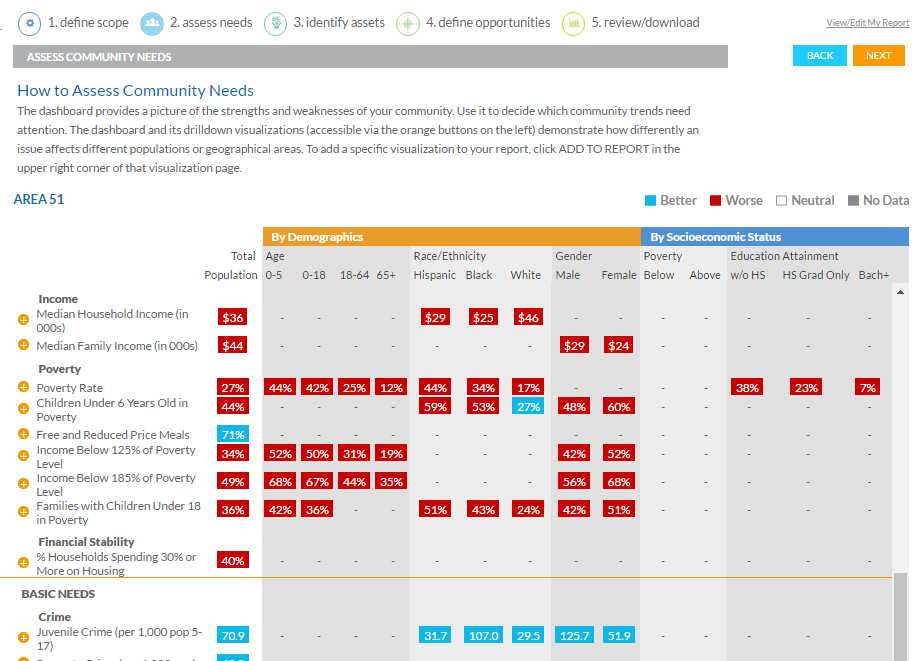 1. define scope 2. assess needs 3. identify assets 4. define opportunities 5. review/download View/Edit My Report
ASSESS COMMUNITY NEEDS BACK NEXT
How to Assess Community Needs
The dashboard provides a picture of the strengths and weaknesses of your community. Use it to decide which community trends need
attention. The dashboard and its drilldown visualizations (accessible via the orange buttons on the left) demonstrate how differently an
issue affects different populations or geographical areas. To add a specific visualization to your report, click ADD TO REPORT in the
upper right corner of that visualization page.
AREA 51 Better Worse Neutral No Data
By Demographics By Socioeconomic Status
Total Age Race/Ethnicity Gender Poverty Education Attainment
Population 0-5 0-18 18-64 65+ Hispanic Black White Male Female Below Above w/o HS HS Grad Only Bach+
Income
Median Household Income (in
000s) $36 - - - - $29 $25 $46 - - - - - - -
Median Family Income (in 000s) $44 - - - - - - - $29 $24 - - - - -
Poverty
Poverty Rate 27% 44% 42% 25% 12% 44% 34% 17% - - - - 38% 23% 7%
Children Under 6 Years Old in
Poverty 44% - - - - 59% 53% 27% 48% 60% - - - - -
Free and Reduced Price Meals 71% - - - - - - - - - - - - - -
Income Below 125% of Poverty
Level 34% 52% 50% 31% 19% - - - 42% 52% - - - - -
Income Below 185% of Poverty
Level 49% 68% 67% 44% 35% - - - 56% 68% - - - - -
Families with Children Under 18
in Poverty 36% 42% 36% - - 51% 43% 24% 42% 51% - - - - -
Financial Stability
% Households Spending 30% or
More on Housing 40% - - - - - - - - - - - - - -
BASIC NEEDS
Crime
Juvenile Crime (per 1,000 pop 5-
17) 70.9 - - - - 31.7 107.0 29.5 125.7 51.9 - - - - -